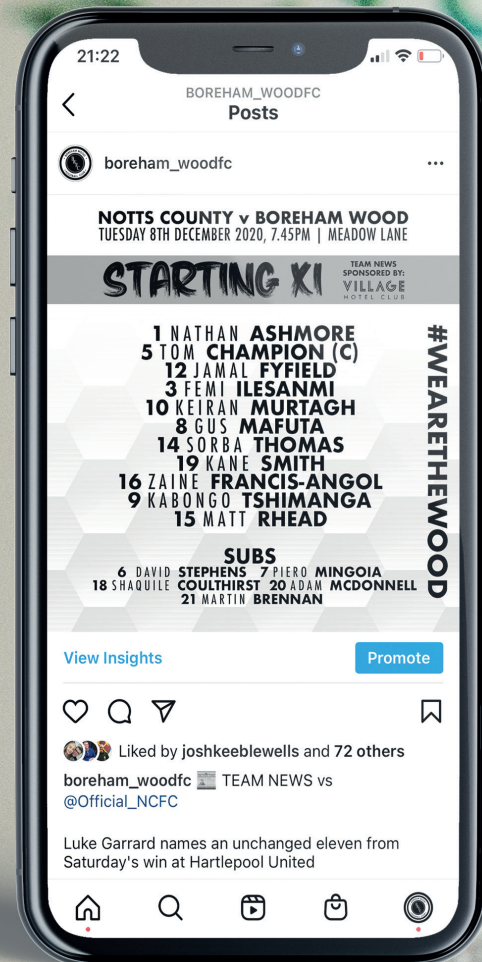 21:22
BOREHAM_WOODFC
Posts
boreham_woodfc
NOTTS COUNTY v BOREHAM WOOD
TUESDAY 8TH DECEMBER 2020, 7.45PM | MEADOW LANE
STARTING XI
TEAM NEWS
SPONSORED BY:
VILLAGE
HOTEL CLUB
1 NATHAN ASHMORE
5 TOM CHAMPION (C)
12 JAMAL FYFIELD
3 FEMI ILESANMI
10 KEIRAN MURTAGH
8 GUS MAFUTA
14 SORBA THOMAS
19 KANE SMITH
16 ZAINE FRANCIS-ANGOL
9 KABONGO TSHIMANGA
15 MATT RHEAD
#WEARETHEWOOD
SUBS
6 DAVID STEPHENS 7 PIERO MINGOIA
18 SHAQUILE COULTHIRST 20 ADAM MCDONNELL
21 MARTIN BRENNAN
View Insights
Promote
Liked by joshkeeblewells and 72 others
boreham_woodfc TEAM NEWS vs
@Official_NCFC
Luke Garrard names an unchanged eleven from
Saturday's win at Hartlepool United